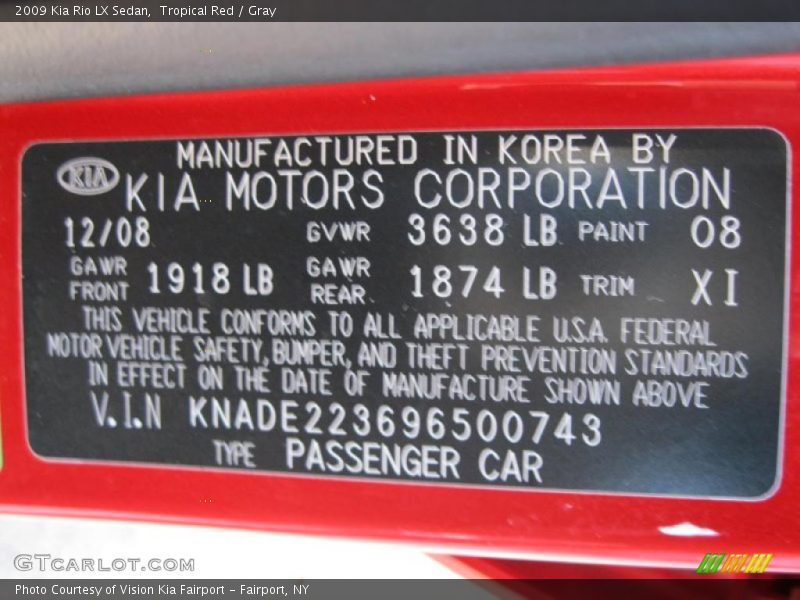 2009 Kia Rio LX Sedan, Tropical Red / Gray
MANUFACTURED IN KOREA BY
KIA KIA MOTORS CORPORATION
12/08 GVWR 3638 LB PAINT 08
GAWR FRONT 1918 LB GAWR REAR 1874 LB TRIM XI
THIS VEHICLE CONFORMS TO ALL APPLICABLE U.S.A. FEDERAL
MOTOR VEHICLE SAFETY, BUMPER, AND THEFT PREVENTION STANDARDS
IN EFFECT ON THE DATE OF MANUFACTURE SHOWN ABOVE
V.I.N KNADE223696500743
TYPE PASSENGER CAR
GTCARLOT.COM
Photo Courtesy of Vision Kia Fairport - Fairport, NY